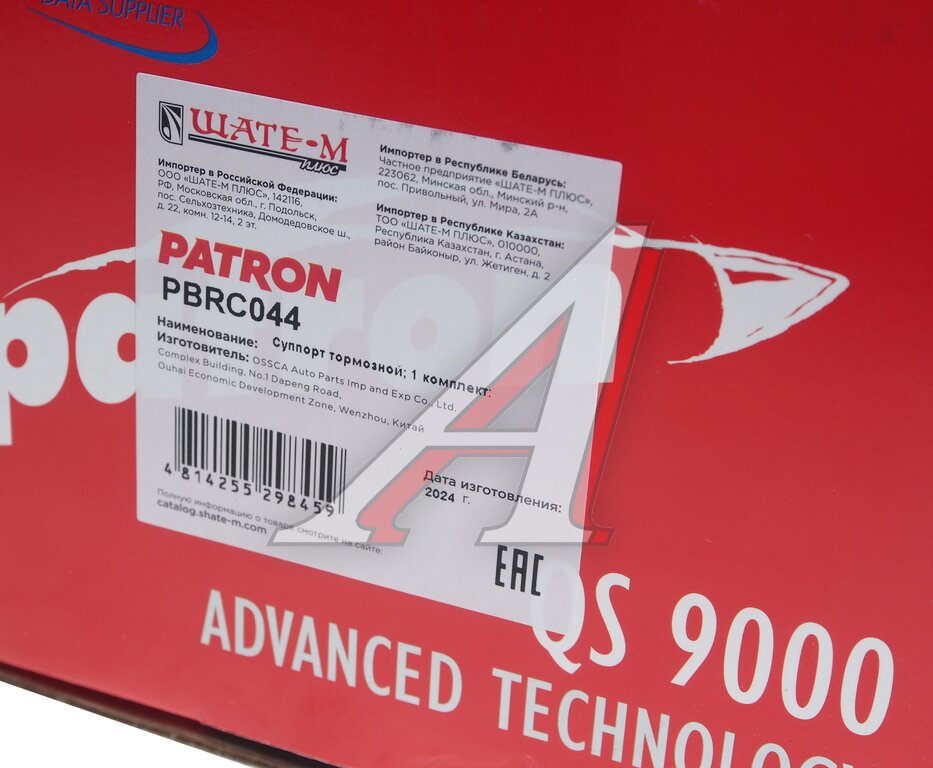 DATA SUPPLIER
ШАТЕ-М
ПЛЮС
Импортер в Российской Федерации:
ООО «ШАТЕ-М ПЛЮС», 142116,
РФ, Московская обл., г. Подольск,
пос. Сельхозтехника, Домодедовское ш.,
д. 22, комн. 12-14, 2 эт.
Импортер в Республике Беларусь:
Частное предприятие «ШАТЕ-М ПЛЮС»,
223062, Минская обл., Минский р-н,
пос. Привольный, ул. Мира, 2А
Импортер в Республике Казахстан:
ТОО «ШАТЕ-М ПЛЮС», 010000,
Республика Казахстан, г. Астана,
район Байконыр, ул. Жетиген, д. 2
PATRON
PBRC044
Наименование: Суппорт тормозной; 1 комплект:
Изготовитель: OSSCA Auto Parts Imp and Exp Co., Ltd.
Complex Building, No.1 Dapeng Road,
Ouhai Economic Development Zone, Wenzhou, Китай
4 814255 298459
Дата изготовления:
2024 г.
Полную информацию о товаре смотрите на сайте:
catalog.shate-m.com
EAC
patron
QS 9000
ADVANCED TECHNOLOGY